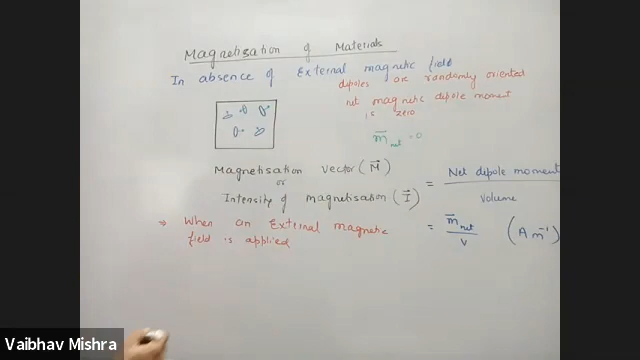 Magnetisation of Materials
In absence of External magnetic field
dipoles are randomly oriented
net magnetic dipole moment
is zero
m⃗net = 0
Magnetisation vector (M⃗) = Net dipole moment
or
Volume
Intensity of magnetisation (I⃗)
⇒ When an External magnetic
field is applied
= m⃗net / V (A m⁻¹)
Vaibhav Mishra